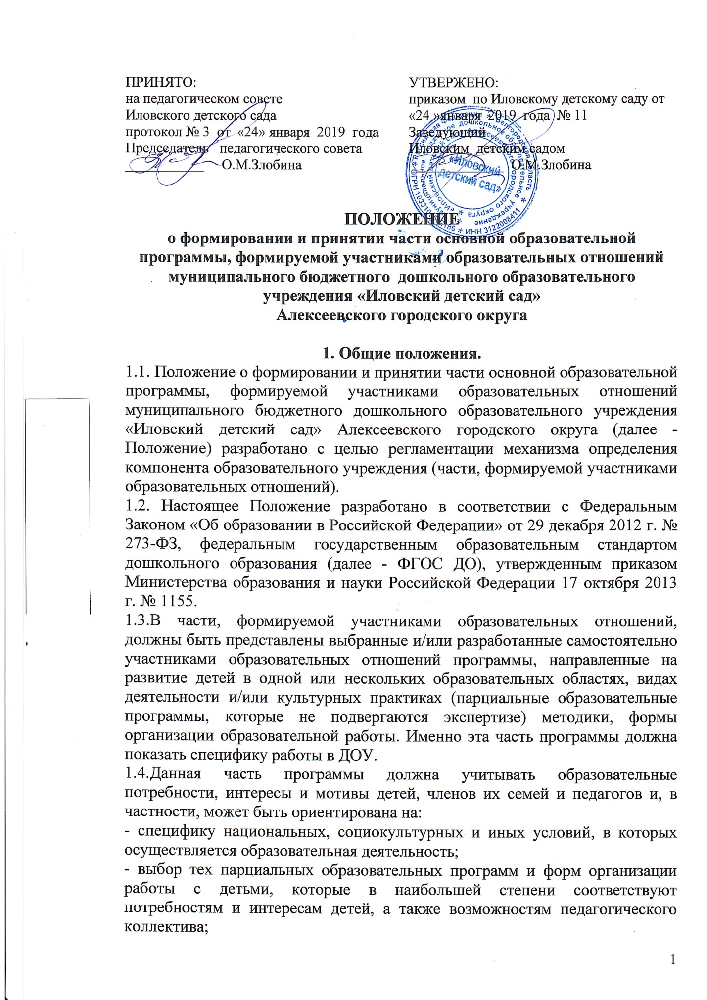 ПРИНЯТО:
на педагогическом совете
Иловского детского сада
протокол № 3 от «24» января 2019 года
Председатель педагогического совета
___________ О.М.Злобина
УТВЕРЖЕНО:
приказом по Иловскому детскому саду от
«24 »января 2019 года № 11
Заведующий
Иловским детским садом
_____________ О.М.Злобина
Российская Федерация * Белгородская область * ИНН 3122008411 *
дошкольное образовательное учреждение
Алексеевского городского округа *
«Иловский
детский сад»
ПОЛОЖЕНИЕ
о формировании и принятии части основной образовательной
программы, формируемой участниками образовательных отношений
муниципального бюджетного дошкольного образовательного
учреждения «Иловский детский сад»
Алексеевского городского округа
1. Общие положения.
1.1. Положение о формировании и принятии части основной образовательной
программы, формируемой участниками образовательных отношений
муниципального бюджетного дошкольного образовательного учреждения
«Иловский детский сад» Алексеевского городского округа (далее -
Положение) разработано с целью регламентации механизма определения
компонента образовательного учреждения (части, формируемой участниками
образовательных отношений).
1.2. Настоящее Положение разработано в соответствии с Федеральным
Законом «Об образовании в Российской Федерации» от 29 декабря 2012 г. №
273-ФЗ, федеральным государственным образовательным стандартом
дошкольного образования (далее - ФГОС ДО), утвержденным приказом
Министерства образования и науки Российской Федерации 17 октября 2013
г. № 1155.
1.3.В части, формируемой участниками образовательных отношений,
должны быть представлены выбранные и/или разработанные самостоятельно
участниками образовательных отношений программы, направленные на
развитие детей в одной или нескольких образовательных областях, видах
деятельности и/или культурных практиках (парциальные образовательные
программы, которые не подвергаются экспертизе) методики, формы
организации образовательной работы. Именно эта часть программы должна
показать специфику работы в ДОУ.
1.4.Данная часть программы должна учитывать образовательные
потребности, интересы и мотивы детей, членов их семей и педагогов и, в
частности, может быть ориентирована на:
- специфику национальных, социокультурных и иных условий, в которых
осуществляется образовательная деятельность;
- выбор тех парциальных образовательных программ и форм организации
работы с детьми, которые в наибольшей степени соответствуют
потребностям и интересам детей, а также возможностям педагогического
коллектива;
1